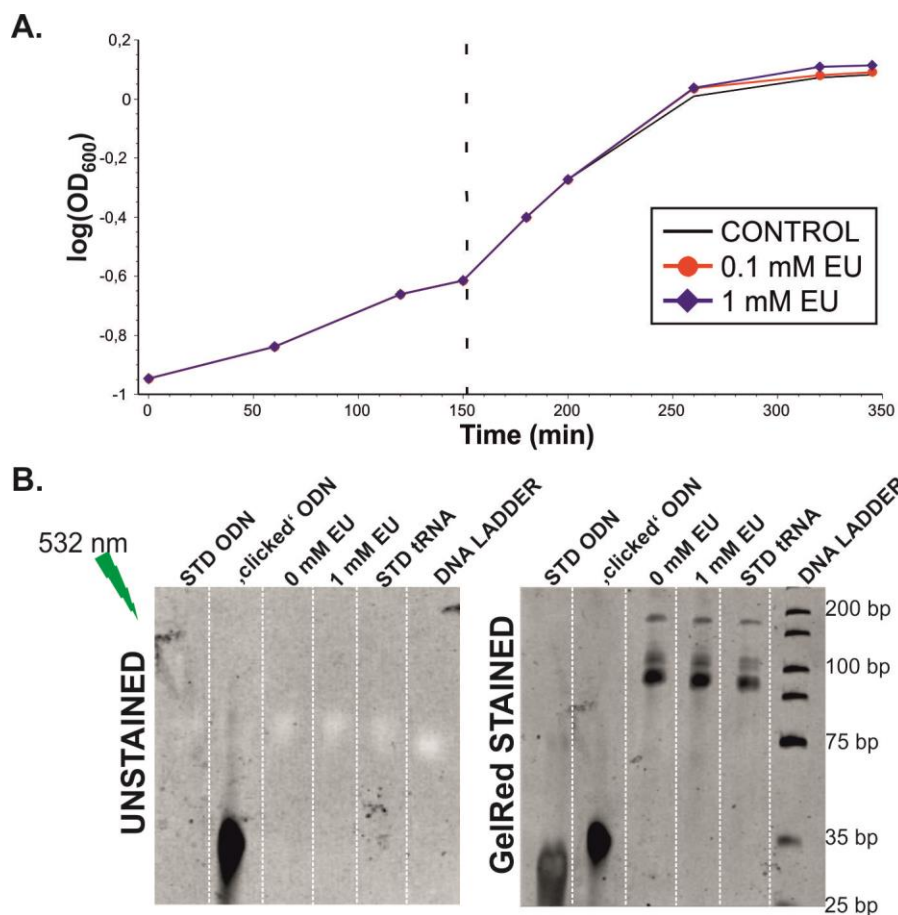 A.
0,2
0
-0,2
-0,4
-0,6
-0,8
-1
log(OD600)
0 50 100 150 200 250 300 350
Time (min)
CONTROL
0.1 mM EU
1 mM EU
B.
532 nm
UNSTAINED
STD ODN
‚clicked‘ ODN
0 mM EU
1 mM EU
STD tRNA
DNA LADDER
GelRed STAINED
STD ODN
‚clicked‘ ODN
0 mM EU
1 mM EU
STD tRNA
DNA LADDER
200 bp
100 bp
75 bp
35 bp
25 bp